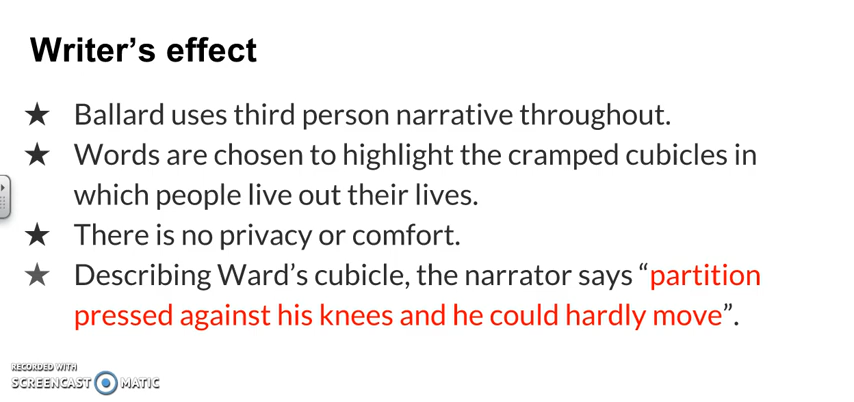 Writer's effect
★ Ballard uses third person narrative throughout.
★ Words are chosen to highlight the cramped cubicles in
which people live out their lives.
★ There is no privacy or comfort.
★ Describing Ward's cubicle, the narrator says “partition
pressed against his knees and he could hardly move”.
RECORDED WITH
SCREENCAST MATIC